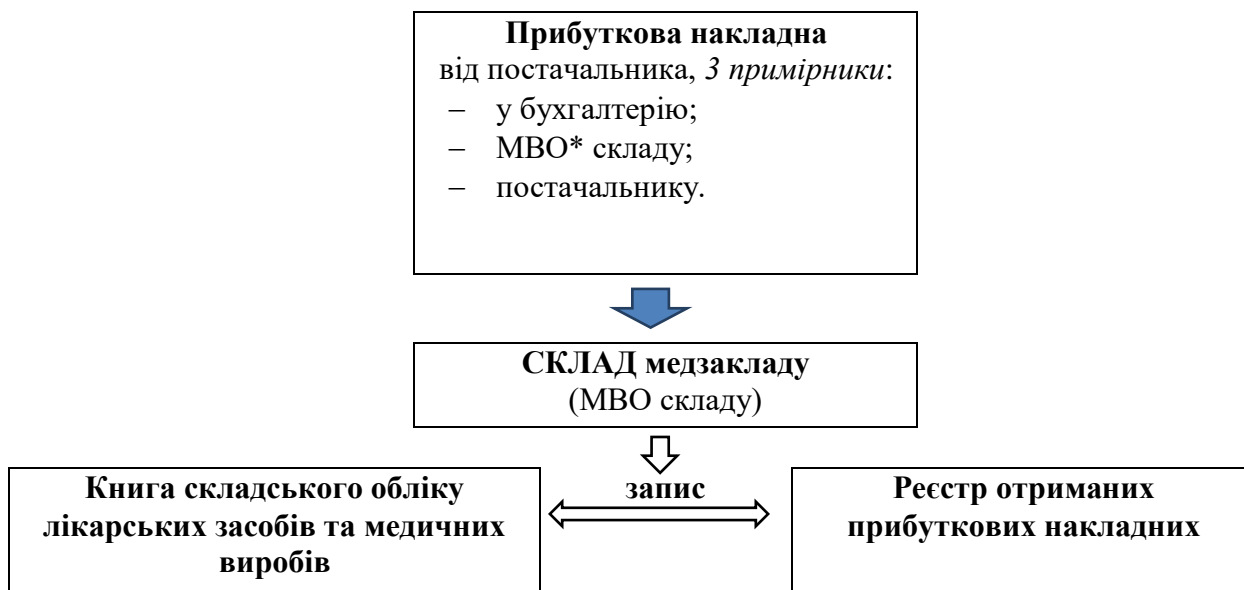 Прибуткова накладна
від постачальника, 3 примірники:
– у бухгалтерію;
– МВО* складу;
– постачальнику.
СКЛАД медзакладу
(МВО складу)
Книга складського обліку
лікарських засобів та медичних
виробів
запис
Реєстр отриманих
прибуткових накладних